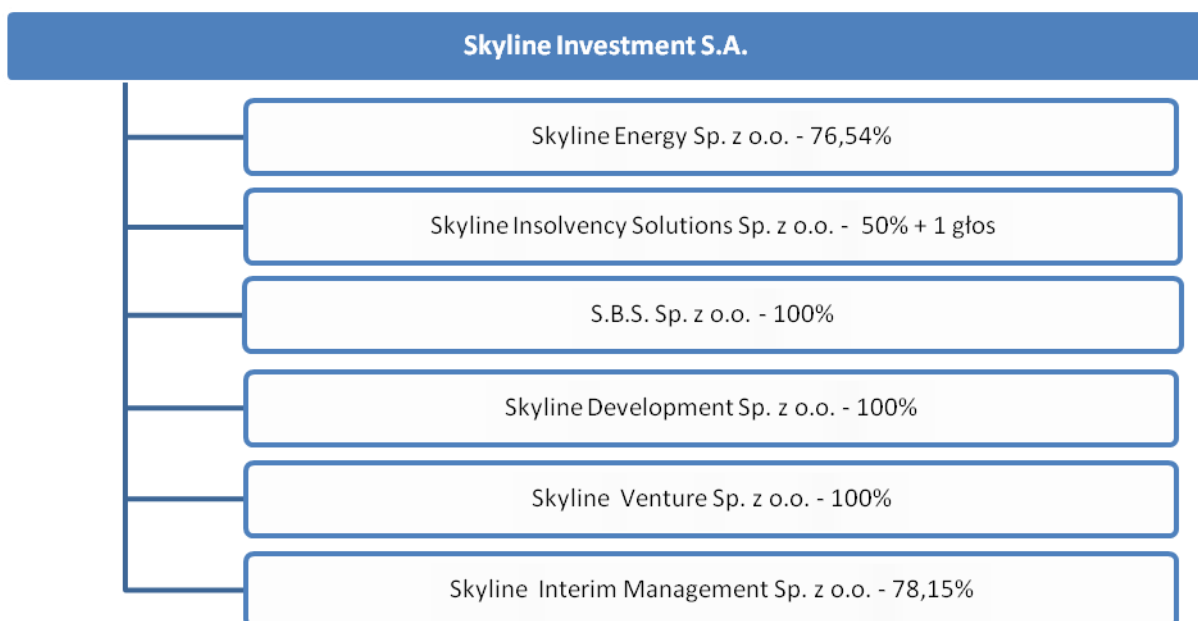 Skyline Investment S.A.
Skyline Energy Sp. z o.o. - 76,54%
Skyline Insolvency Solutions Sp. z o.o. - 50% + 1 głos
S.B.S. Sp. z o.o. - 100%
Skyline Development Sp. z o.o. - 100%
Skyline Venture Sp. z o.o. - 100%
Skyline Interim Management Sp. z o.o. - 78,15%